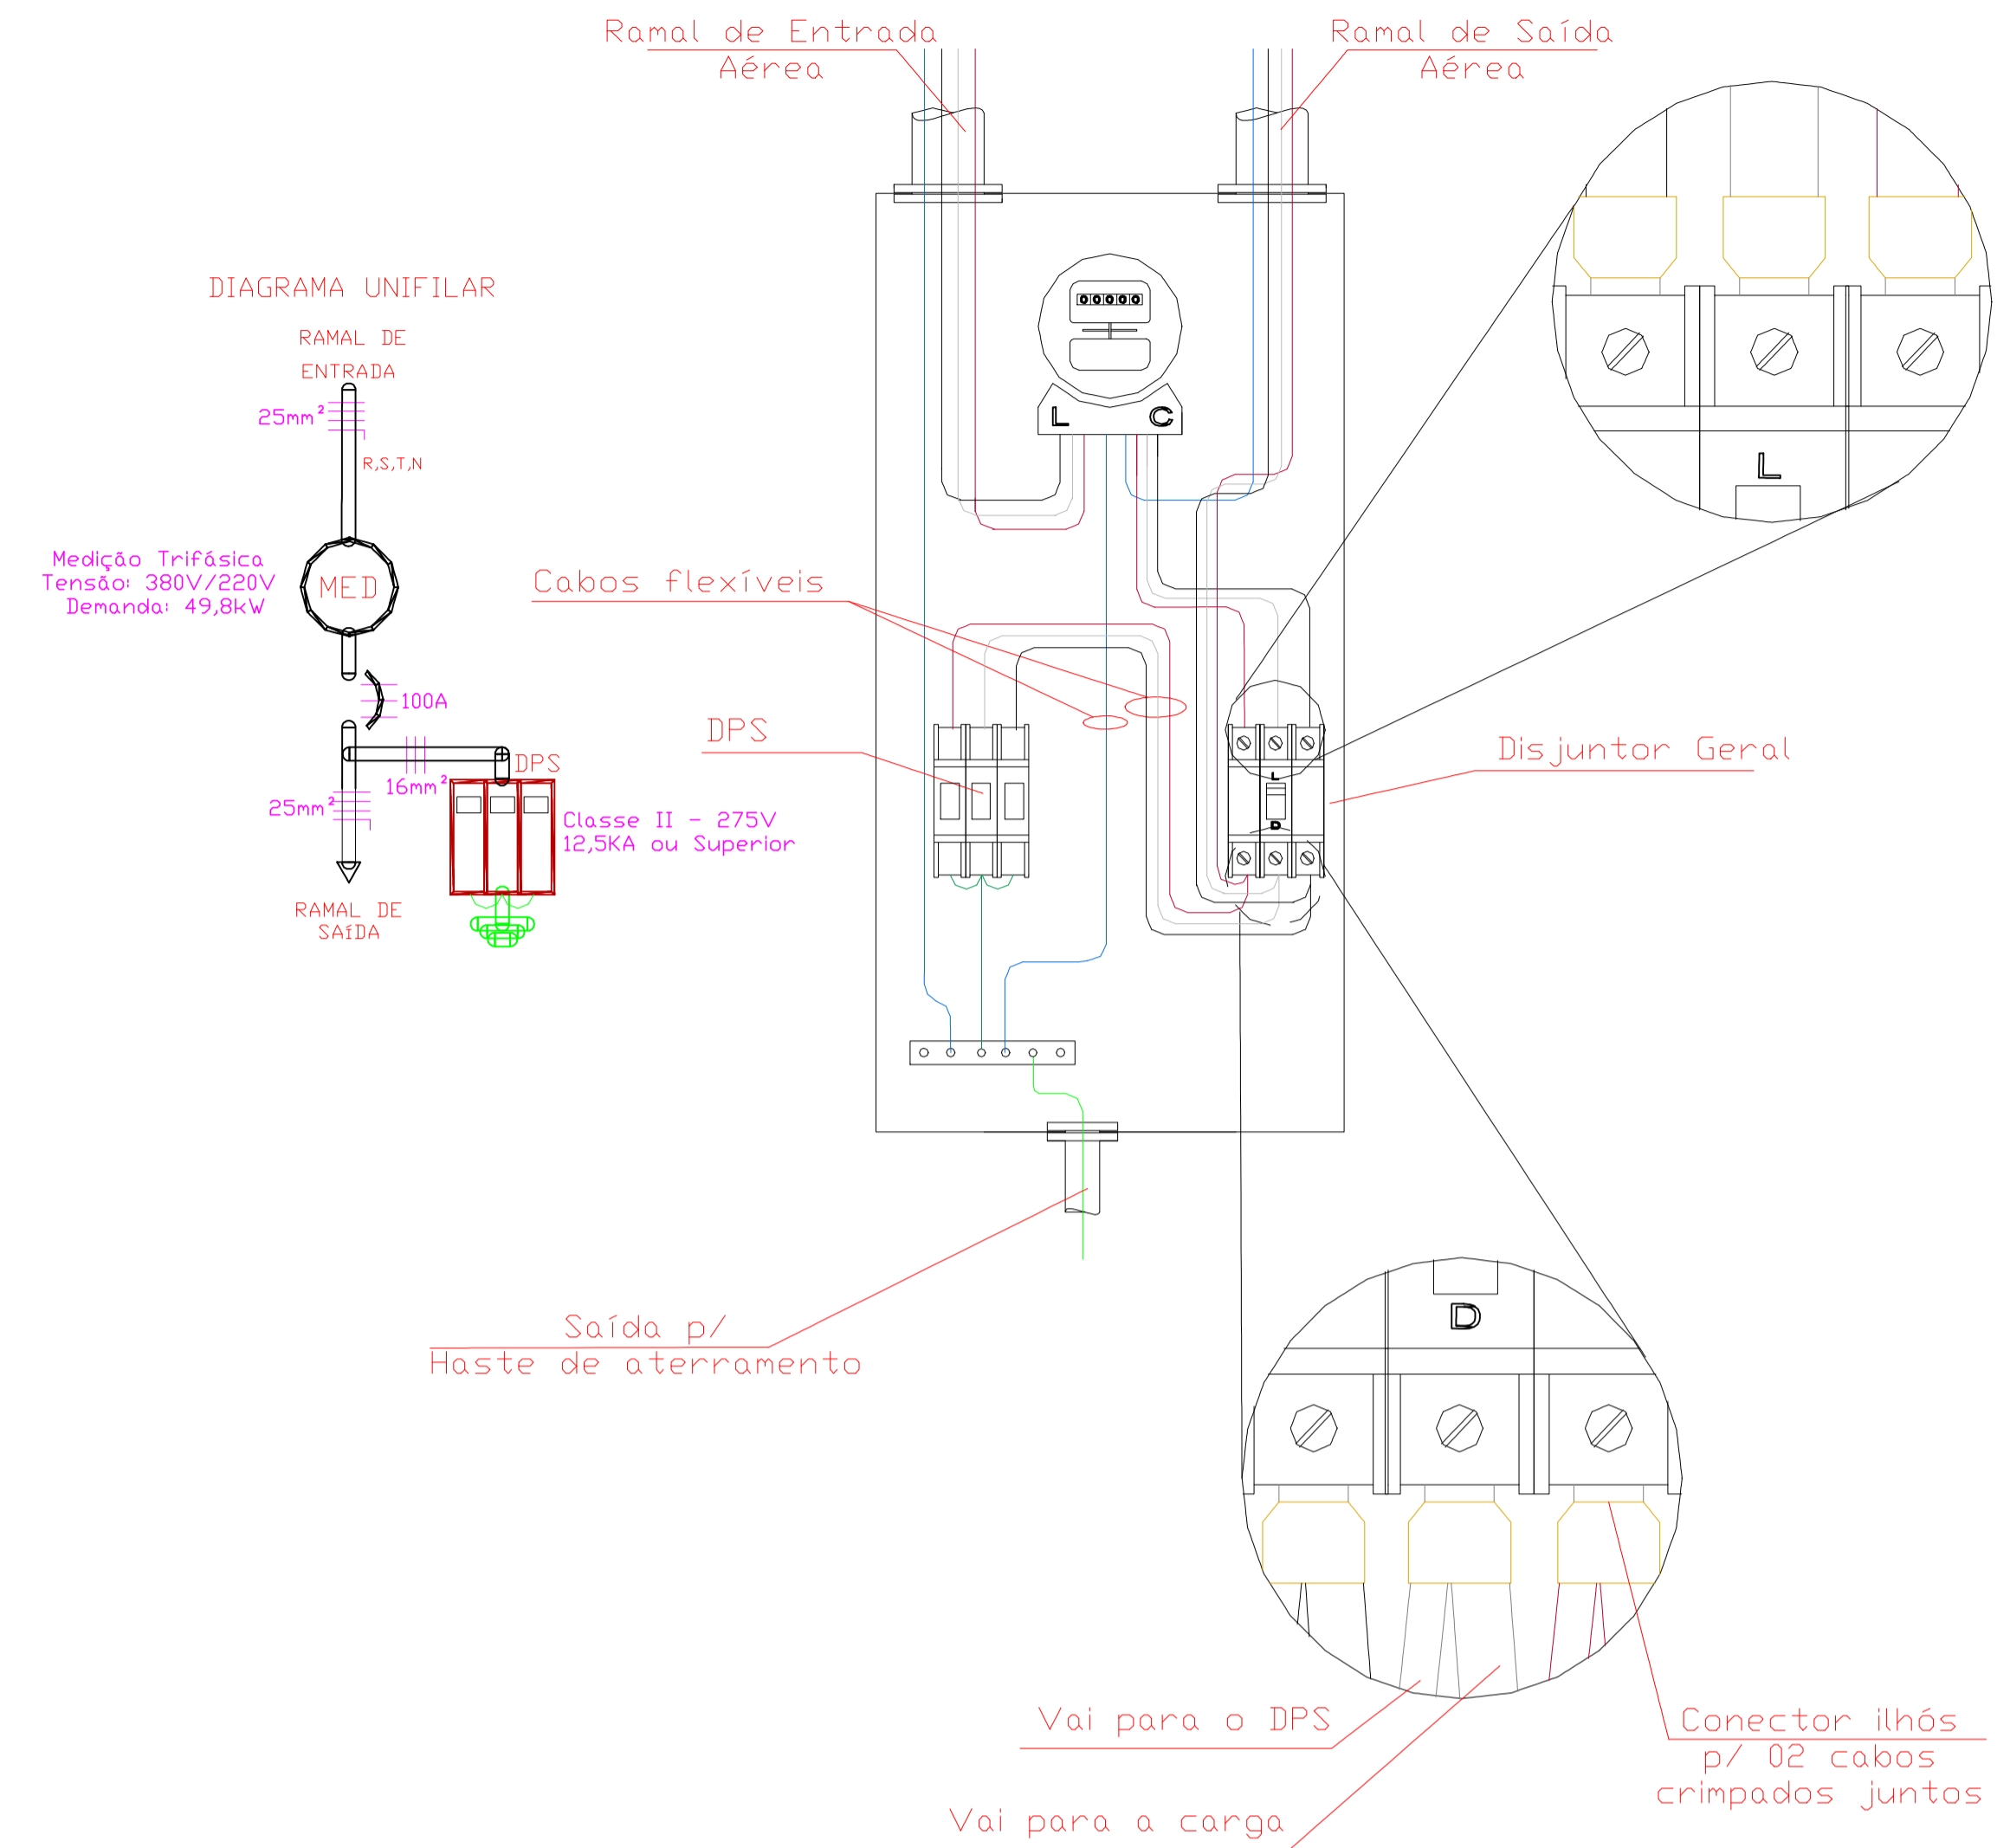 Ramal de Entrada
Aérea
Ramal de Saída
Aérea
DIAGRAMA UNIFILAR
RAMAL DE
ENTRADA
25mm²
R,S,T,N
Medição Trifásica
Tensão: 380V/220V
Demanda: 49,8kW
MED
100A
16mm²
DPS
25mm²
Classe II - 275V
12,5KA ou Superior
RAMAL DE
SAÍDA
00000
L C
Cabos flexíveis
DPS
L
D
Disjuntor Geral
L
Saída p/
Haste de aterramento
D
Vai para o DPS
Vai para a carga
Conector ilhós
p/ 02 cabos
crimpados juntos